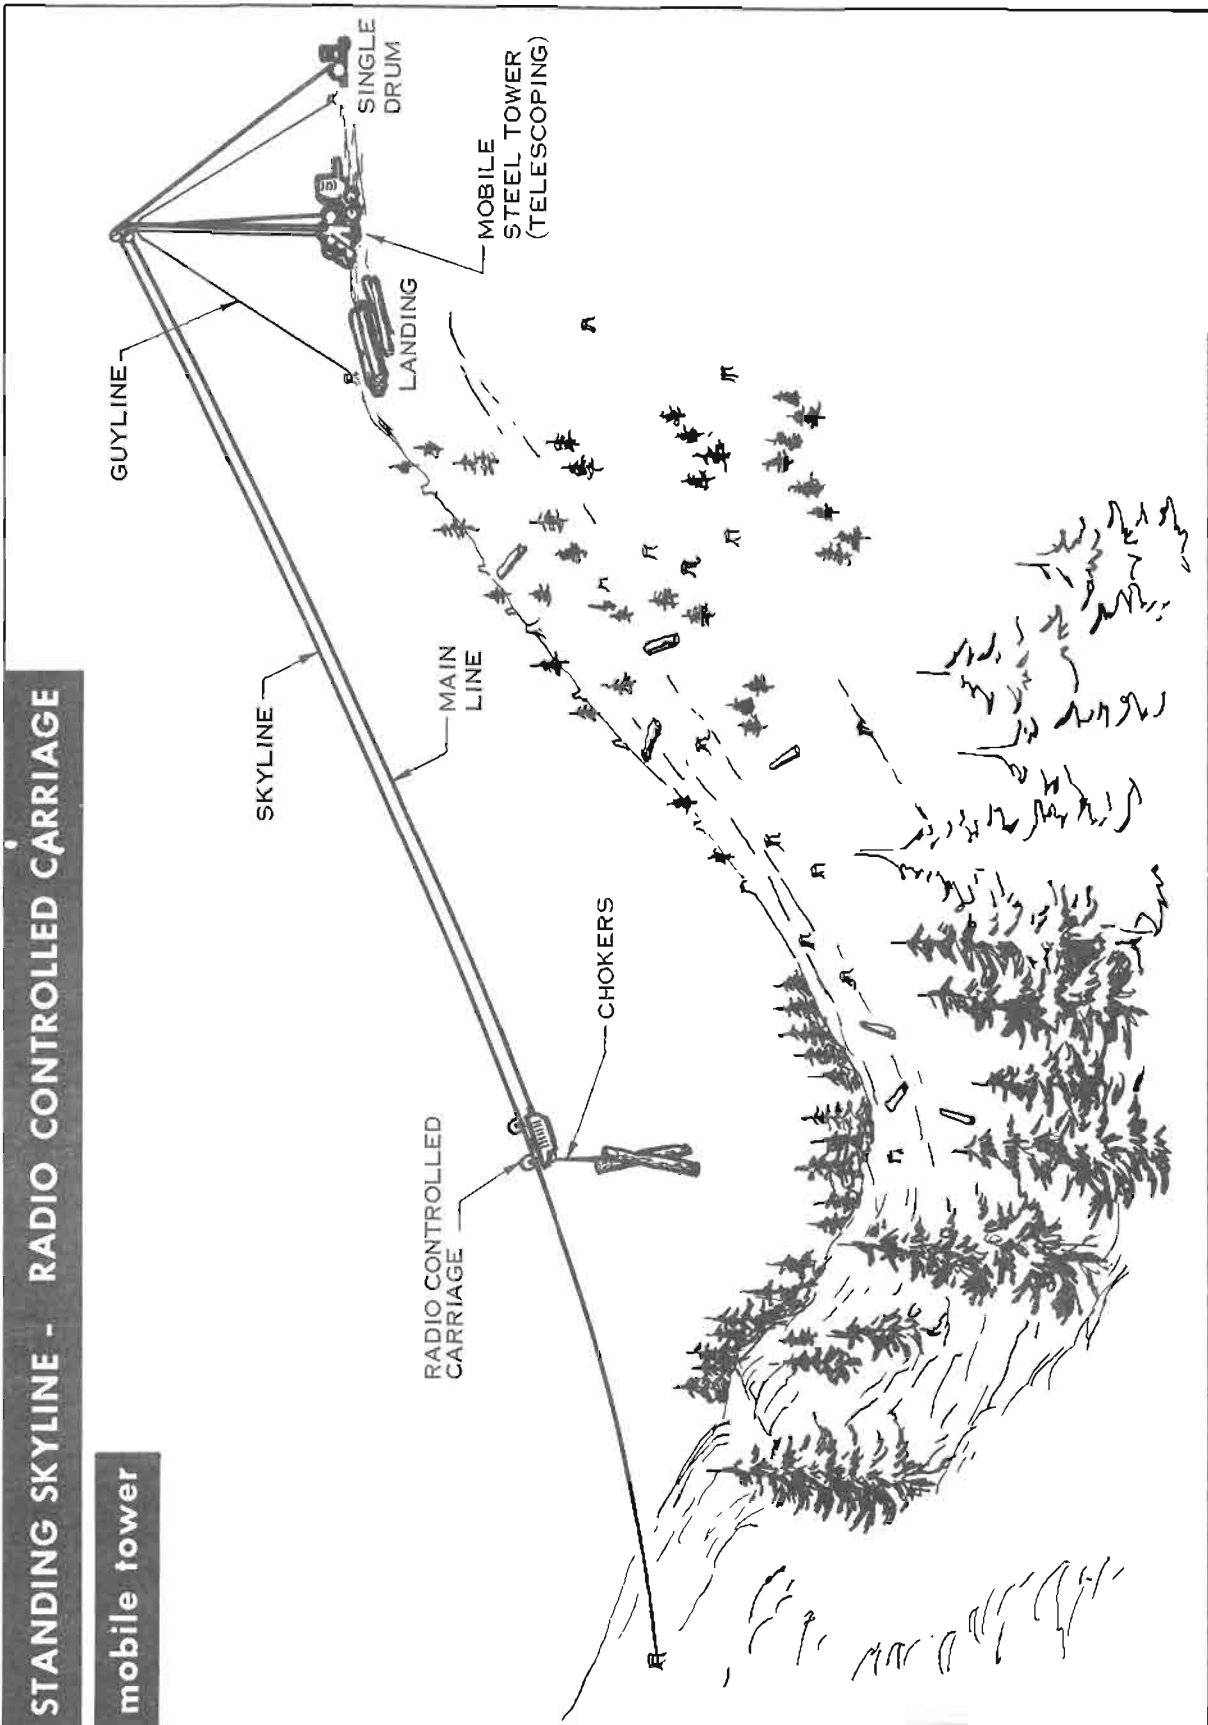 STANDING SKYLINE - RADIO CONTROLLED CARRIAGE
mobile tower
GUYLINE
SKYLINE
MAIN
LINE
SINGLE
DRUM
MOBILE
STEEL TOWER
(TELESCOPING)
LANDING
RADIO CONTROLLED
CARRIAGE
CHOKERS